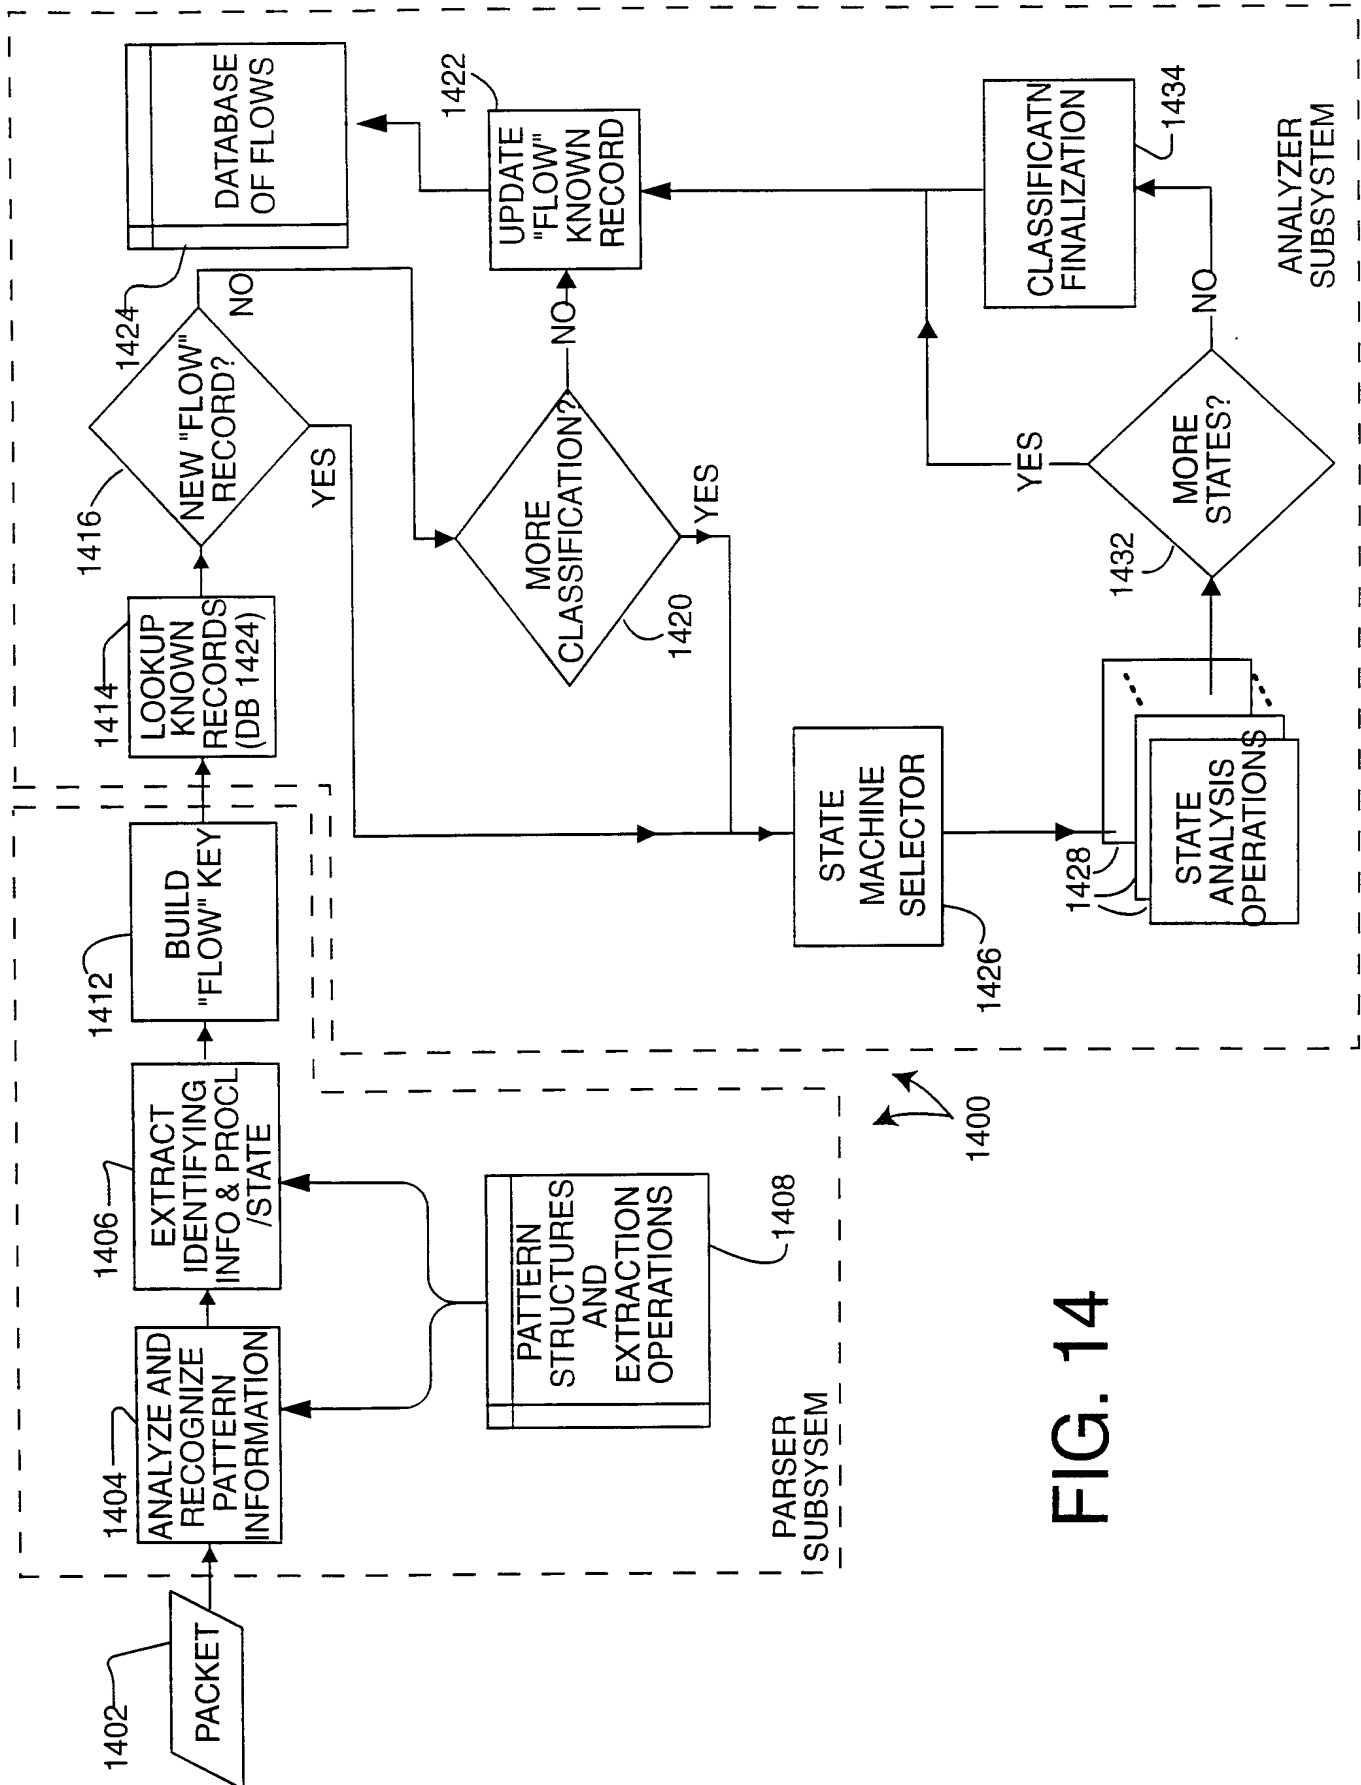 1402
PACKET
1404
ANALYZE AND
RECOGNIZE
PATTERN
INFORMATION
1406
EXTRACT
IDENTIFYING
INFO & PROCL
/STATE
1408
PATTERN
STRUCTURES
AND
EXTRACTION
OPERATIONS
PARSER
SUBSYSEM
1412
BUILD
"FLOW" KEY
1414
LOOKUP
KNOWN
RECORDS
(DB 1424)
1416
NEW "FLOW"
RECORD?
NO
YES
1424
DATABASE
OF FLOWS
MORE
CLASSIFICATION?
1420
NO
YES
1422
UPDATE
"FLOW"
KNOWN
RECORD
STATE
MACHINE
SELECTOR
1426
1428
STATE
ANALYSIS
OPERATIONS
1432
MORE
STATES?
YES
NO
CLASSIFICATN
FINALIZATION
1434
ANALYZER
SUBSYSTEM
1400
FIG. 14